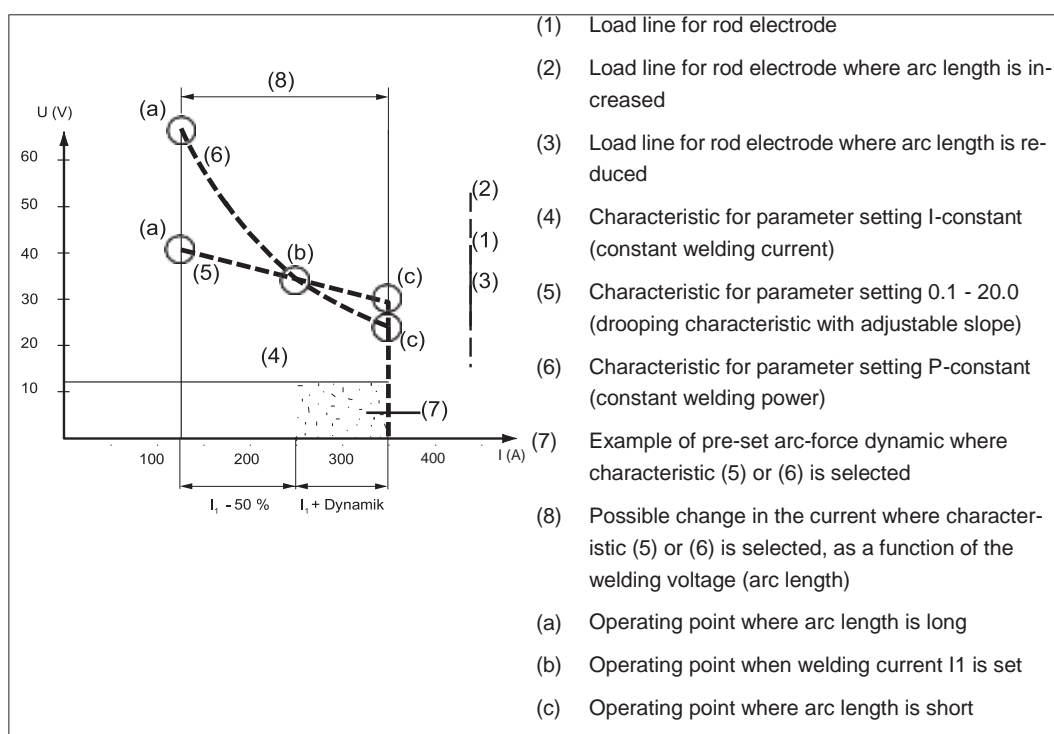 (8)
U (V)
(a)
(6)
60
50
(2)
(a)
40
(5)
(b)
(1)
(c)
(3)
30
20
(4)
(c)
10
(7)
100
200
300
400
I (A)
I1 - 50 %
I1 + Dynamik
(1) Load line for rod electrode
(2) Load line for rod electrode where arc length is in-
creased
(3) Load line for rod electrode where arc length is re-
duced
(4) Characteristic for parameter setting I-constant
(constant welding current)
(5) Characteristic for parameter setting 0.1 - 20.0
(drooping characteristic with adjustable slope)
(6) Characteristic for parameter setting P-constant
(constant welding power)
(7) Example of pre-set arc-force dynamic where
characteristic (5) or (6) is selected
(8) Possible change in the current where character-
istic (5) or (6) is selected, as a function of the
welding voltage (arc length)
(a) Operating point where arc length is long
(b) Operating point when welding current I1 is set
(c) Operating point where arc length is short